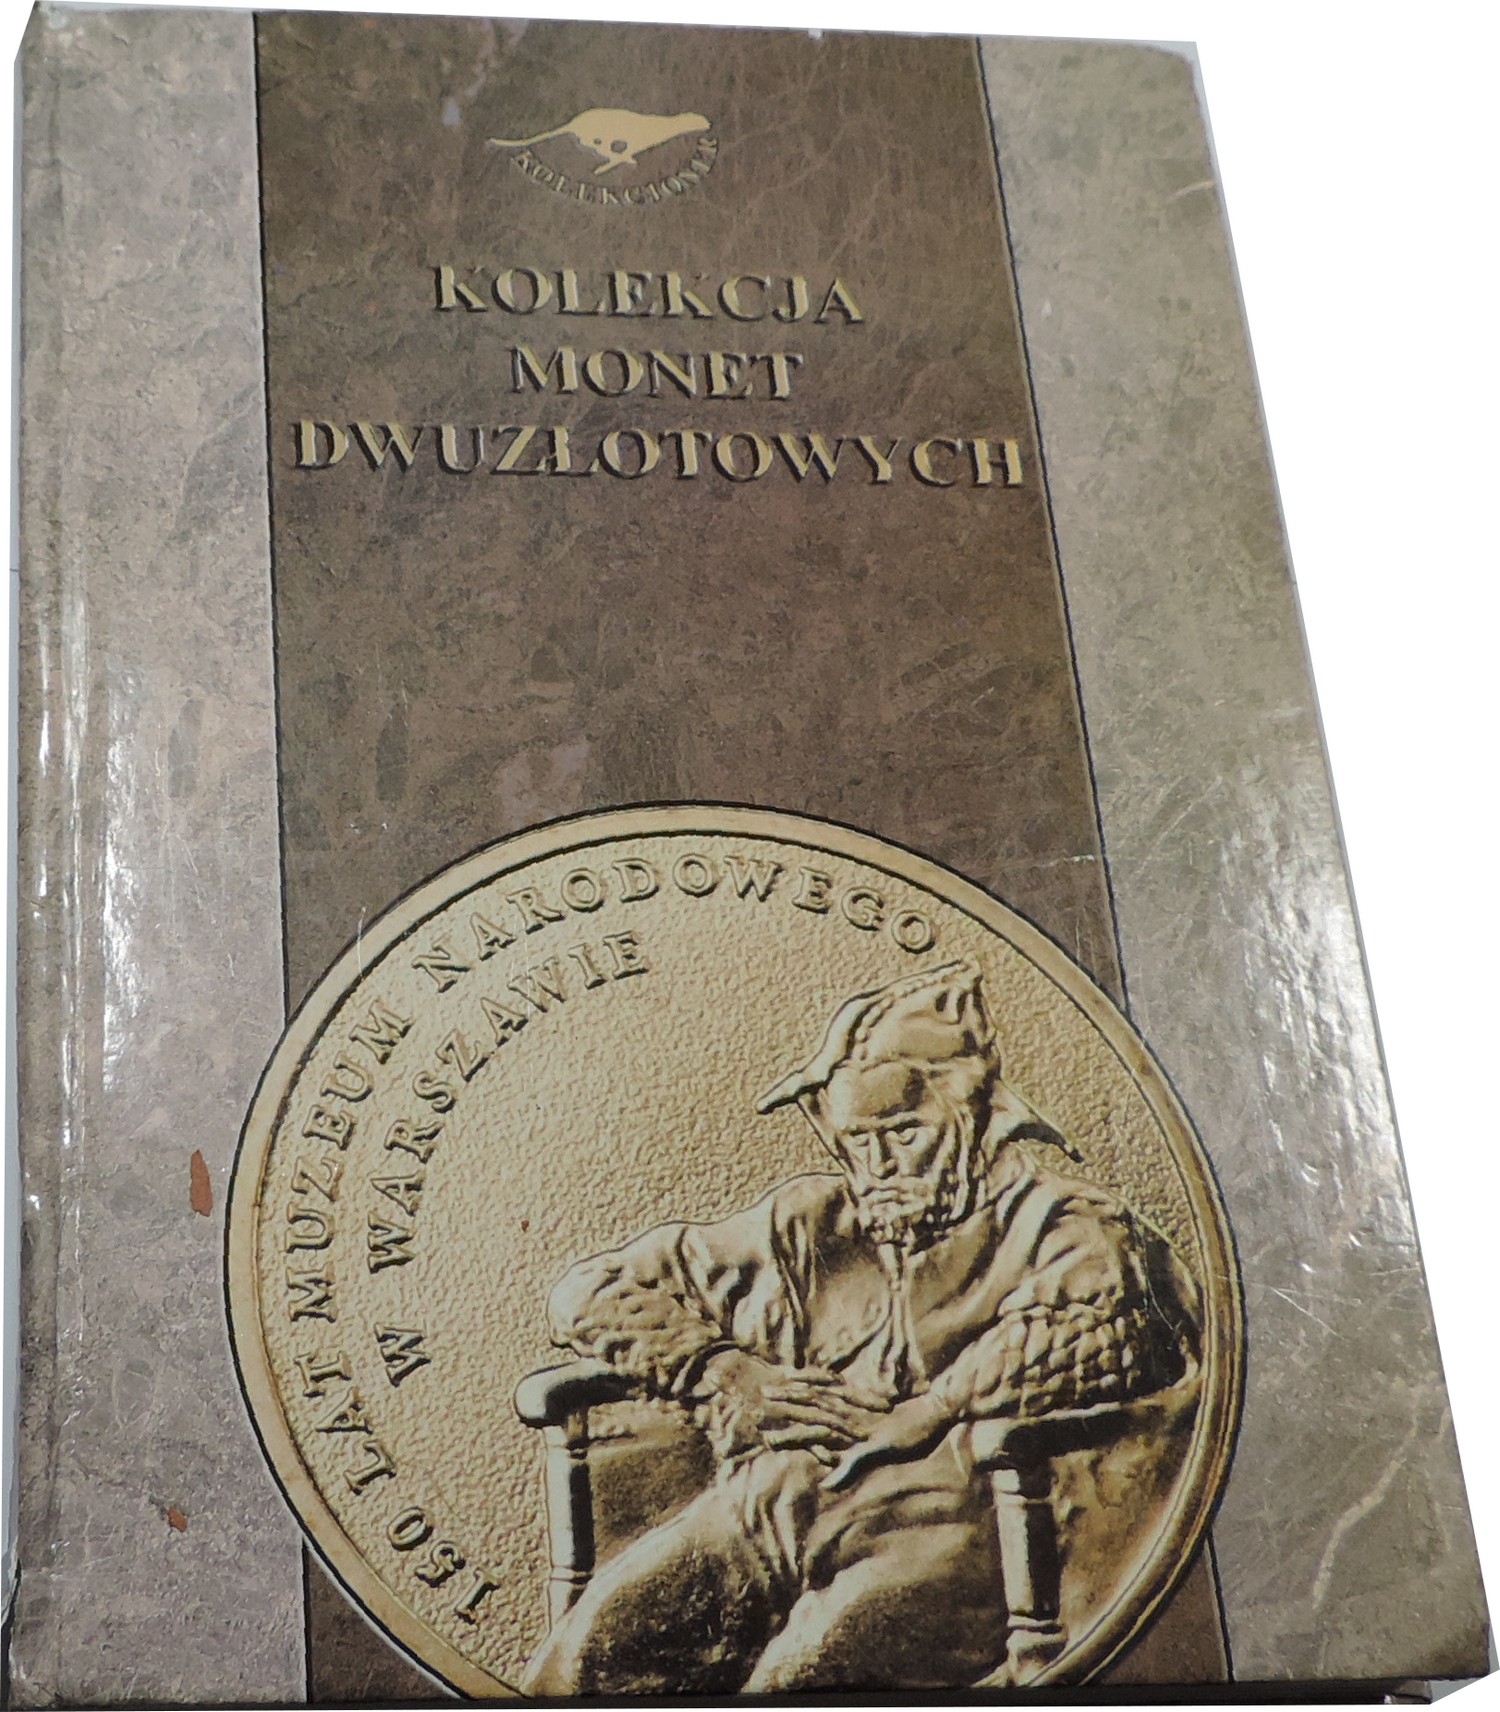 KOLEKCJONER
KOLEKCJA
MONET
DWUZŁOTOWYCH
150 LAT MUZEUM NARODOWEGO
W WARSZAWIE